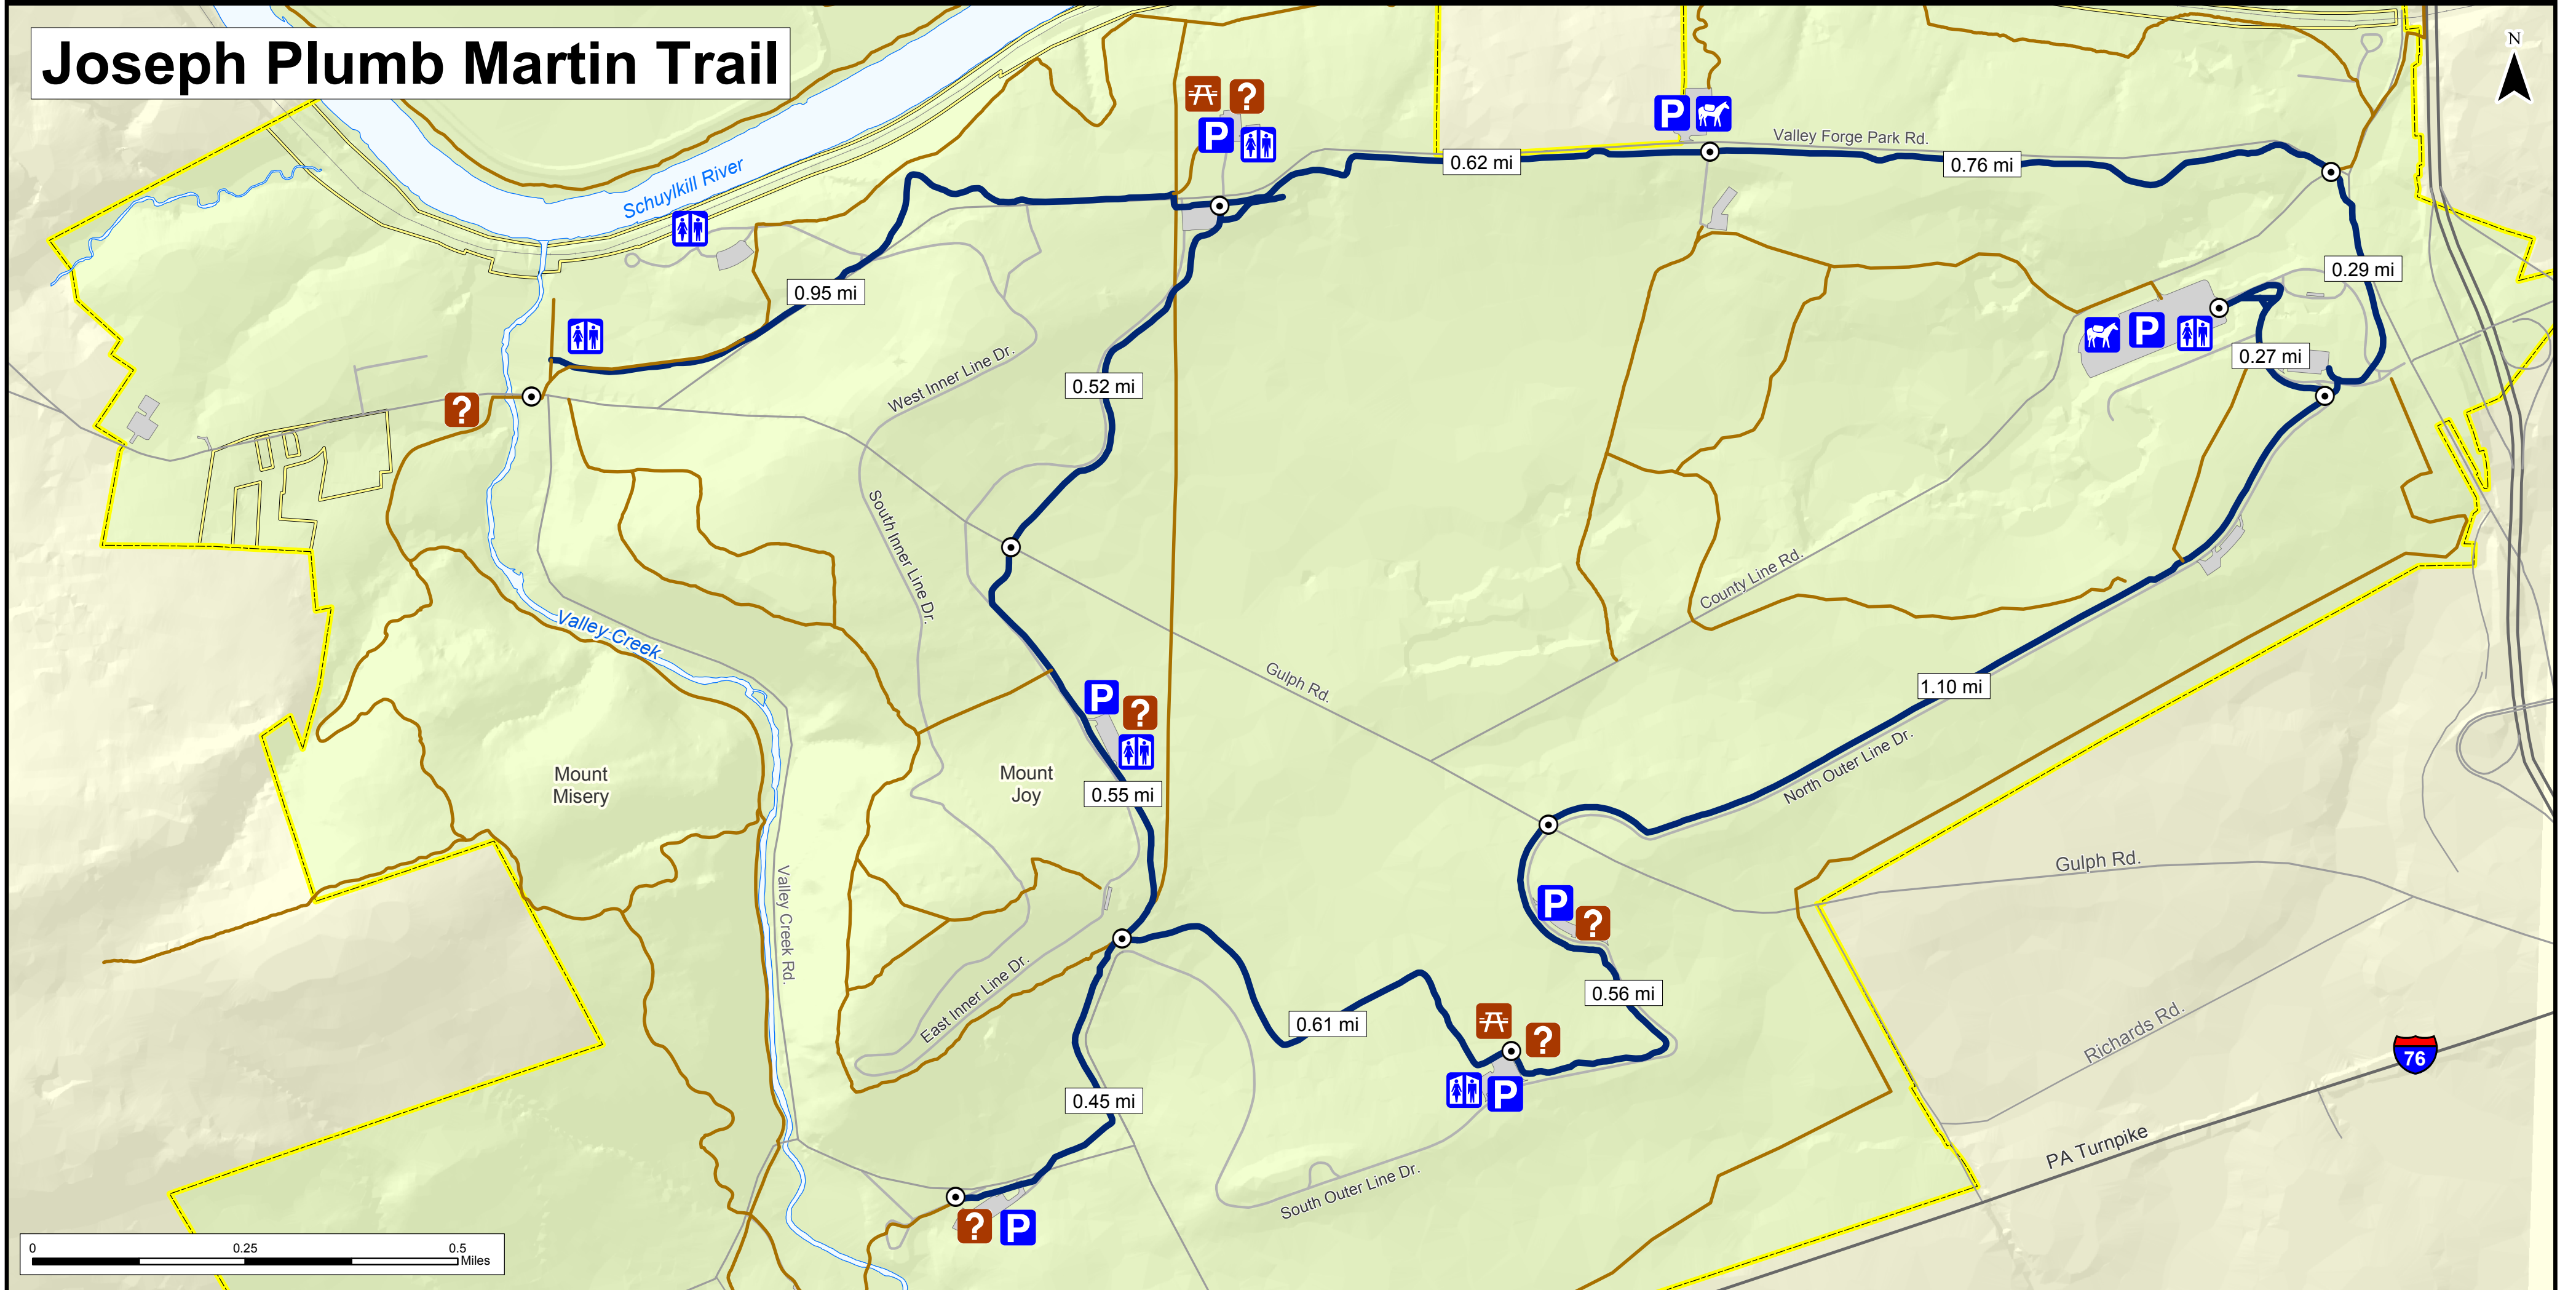 Joseph Plumb Martin Trail
N
?
P
P
Valley Forge Park Rd.
0.62 mi
0.76 mi
Schuylkill River
0.29 mi
0.95 mi
P
0.27 mi
West Inner Line Dr.
0.52 mi
?
South Inner Line Dr.
County Line Rd.
Valley Creek
Gulph Rd.
1.10 mi
P
?
North Outer Line Dr.
Mount
Misery
Mount
Joy
0.55 mi
Gulph Rd.
Valley Creek Rd.
P
?
East Inner Line Dr.
0.56 mi
0.61 mi
?
P
Richards Rd.
76
0.45 mi
PA Turnpike
South Outer Line Dr.
?
P
0
0.25
0.5
Miles